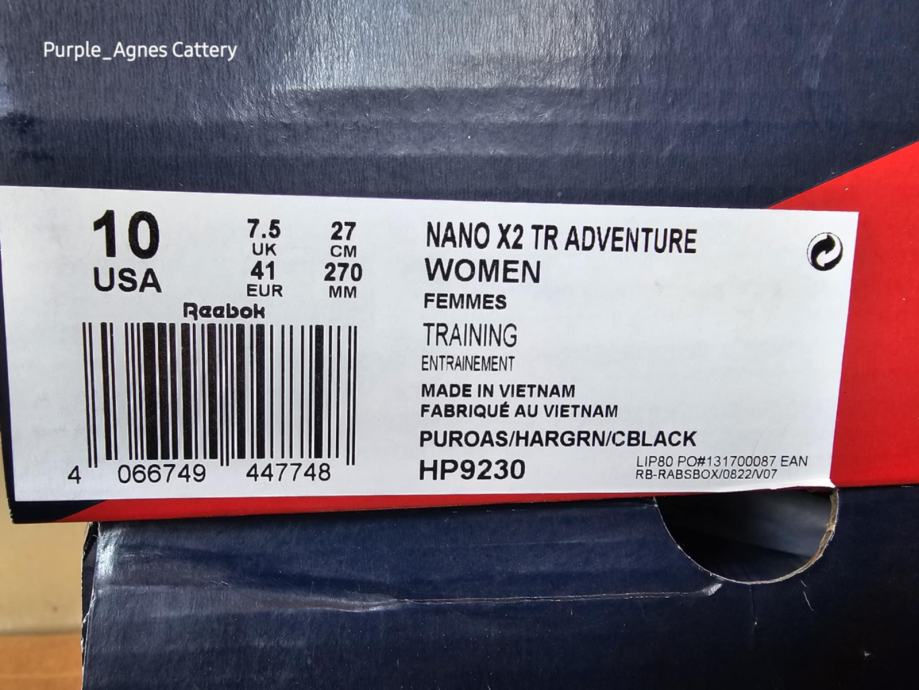 Purple_Agnes Cattery
10
USA
7.5
UK
41
EUR
27
CM
270
MM
Reebok
4 066749 447748
NANO X2 TR ADVENTURE
WOMEN
FEMMES
TRAINING
ENTRAINEMENT
MADE IN VIETNAM
FABRIQUÉ AU VIETNAM
PUROAS/HARGRN/CBLACK
HP9230
LIP80 PO#131700087 EAN
RB-RABSBOX/0822/V07